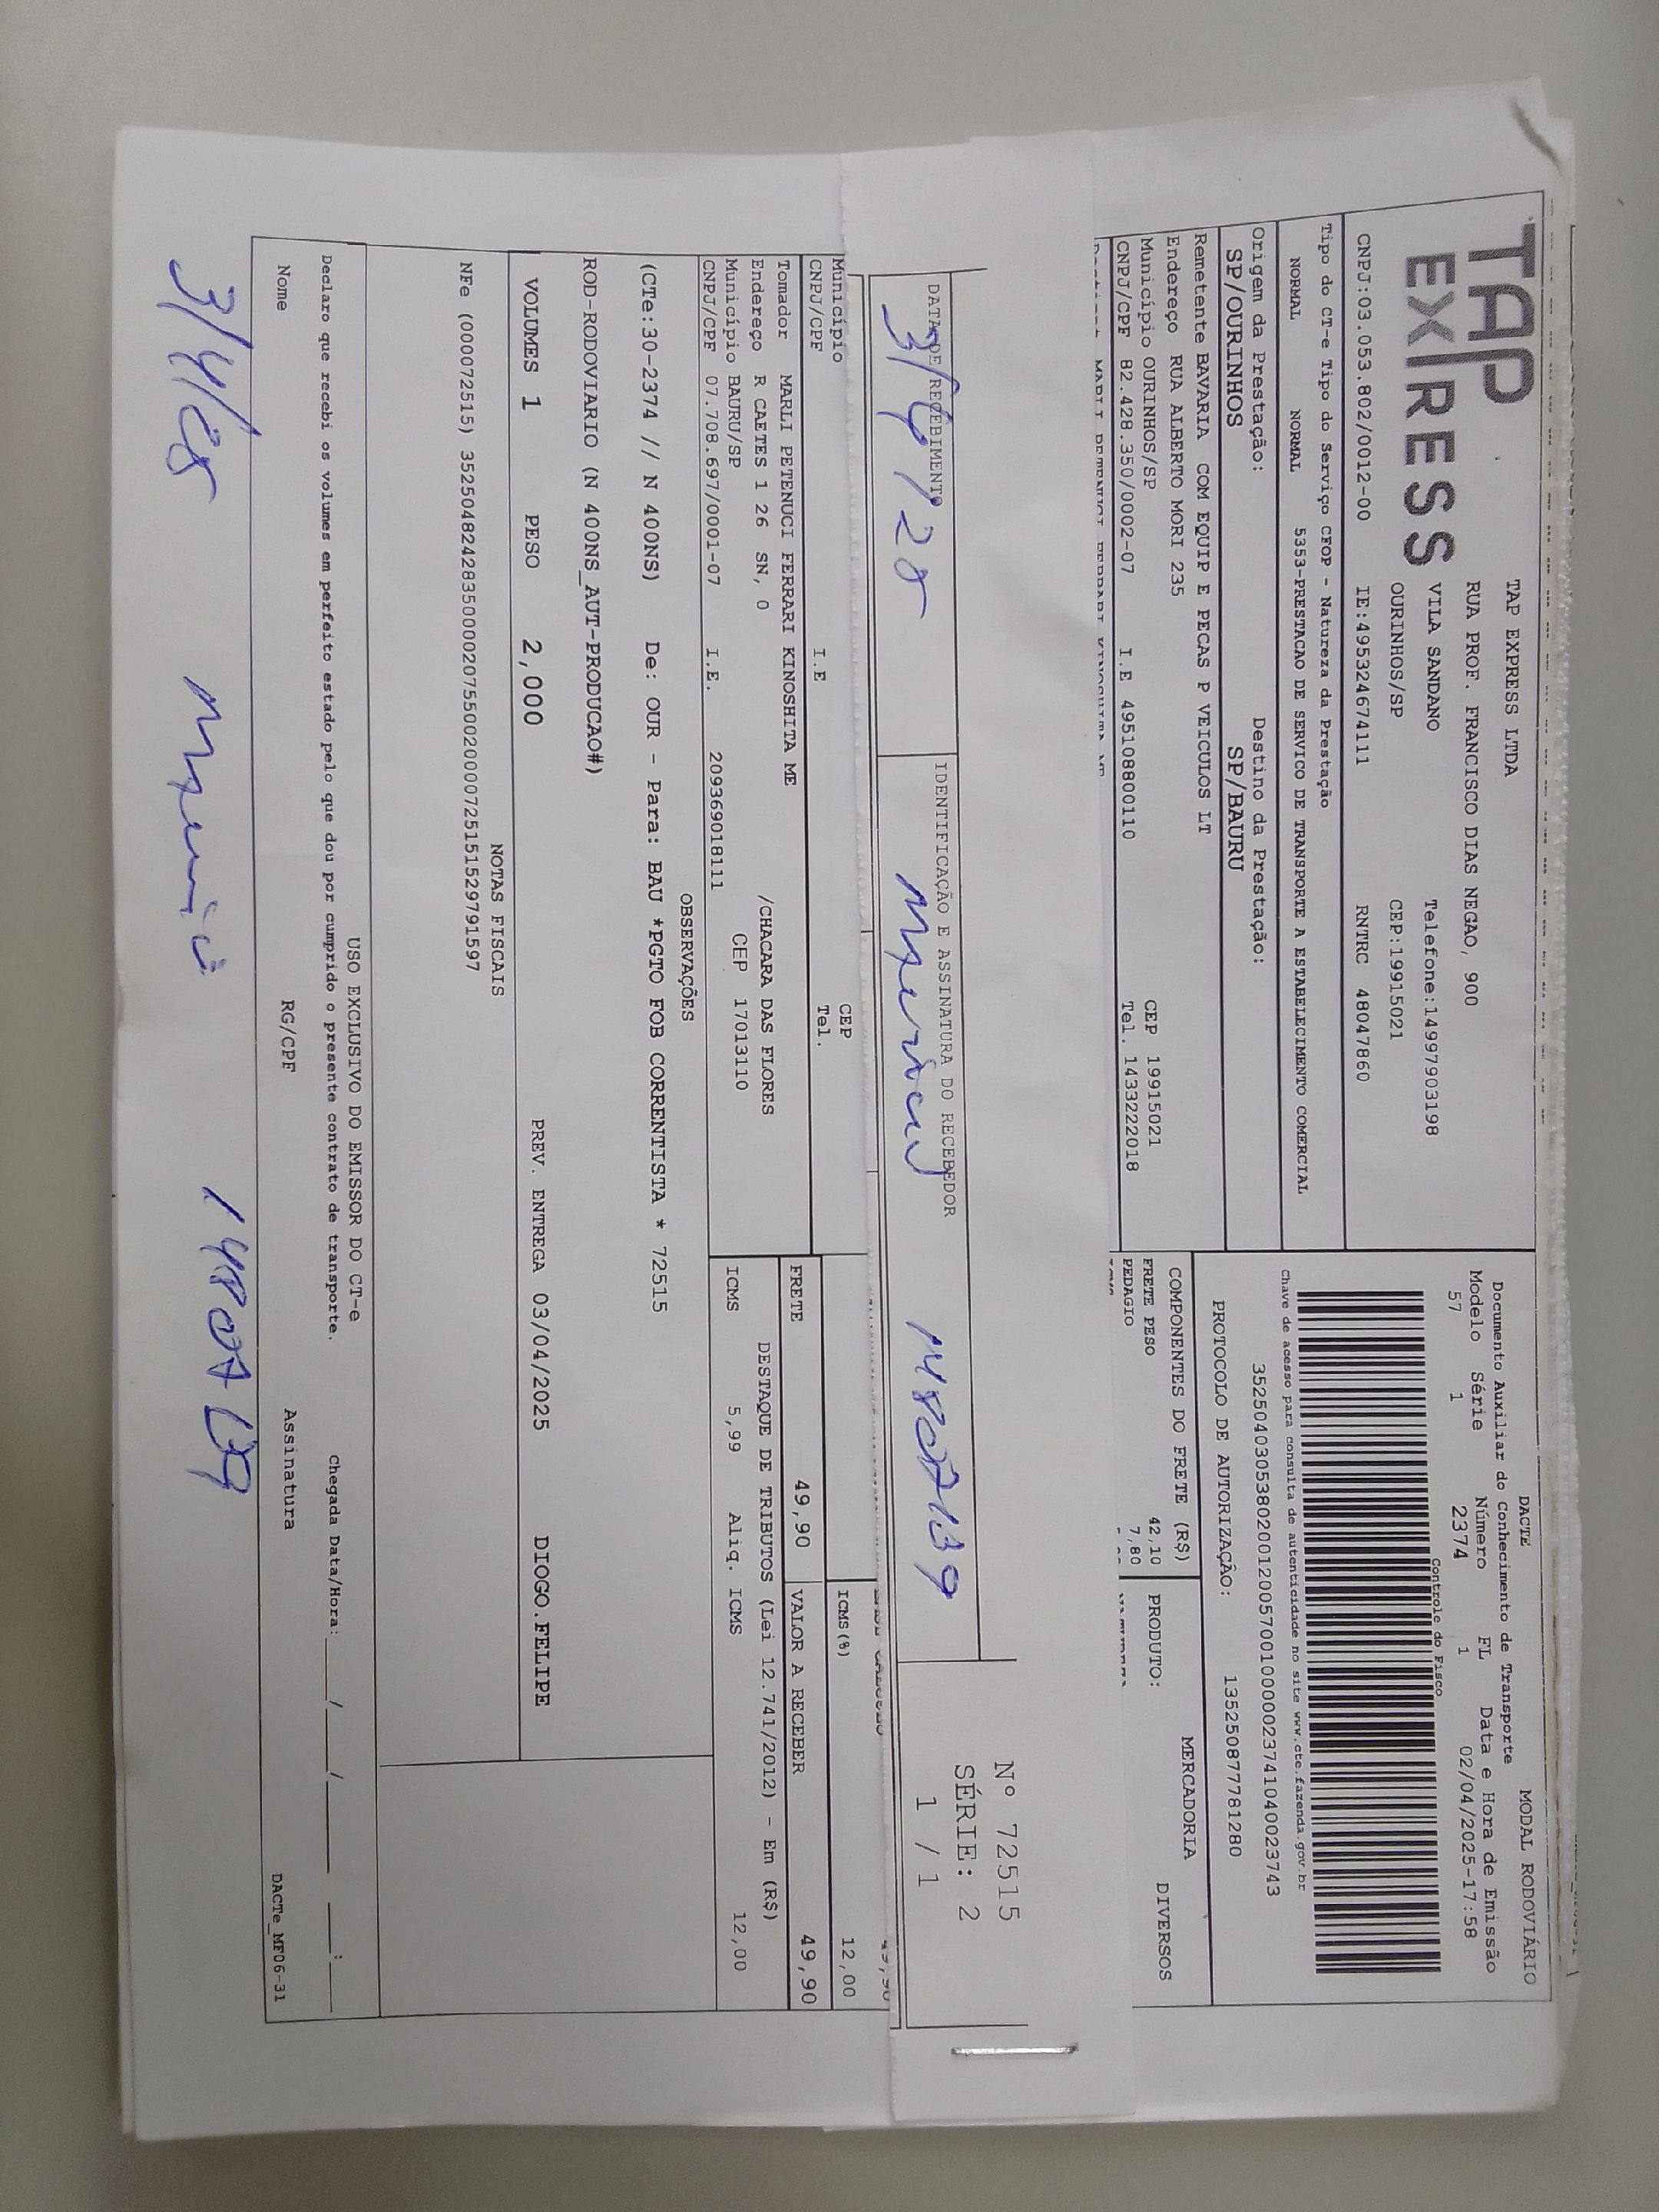 TAP
EXPRESS
TAP EXPRESS LTDA
RUA PROF. FRANCISCO DIAS NEGAO, 900
VILA SANDANO Telefone:14997903198
OURINHOS/SP CEP:19915021
CNPJ:03.053.802/0012-00 IE:495324674111 RNTRC 48047860
DACTE MODAL RODOVIÁRIO
Documento Auxiliar do Conhecimento de Transporte
Modelo Série Número FL Data e Hora de Emissão
57 1 2374 1 02/04/2025-17:58
Controle do Fisco
Chave de acesso para consulta de autenticidade no site www.cte.fazenda.gov.br
35250403053802001200570010000023741040023743
PROTOCOLO DE AUTORIZAÇÃO: 135250877781280
Tipo do CT-e Tipo do Serviço CFOP - Natureza da Prestação
NORMAL NORMAL 5353-PRESTACAO DE SERVICO DE TRANSPORTE A ESTABELECIMENTO COMERCIAL
Origem da Prestação: Destino da Prestação:
SP/OURINHOS SP/BAURU
Remetente BAVARIA COM EQUIP E PECAS P VEICULOS LT
Endereço RUA ALBERTO MORI 235
Município OURINHOS/SP CEP 19915021
CNPJ/CPF 82.428.350/0002-07 I.E 495108800110 Tel. 1433222018
COMPONENTES DO FRETE (R$) MERCADORIA
FRETE PESO 42,10 PRODUTO: DIVERSOS
PEDAGIO 7,80
Nº 72515
SÉRIE: 2
1 / 1
DATA DE RECEBIMENTO IDENTIFICAÇÃO E ASSINATURA DO RECEBEDOR
3/4/25
Município CEP
CNPJ/CPF I.E Tel.
ICMS(%) 12,00
Tomador MARLI PETENUCI FERRARI KINOSHITA ME
Endereço R CAETES 1 26 SN, 0 /CHACARA DAS FLORES
Município BAURU/SP CEP 17013110
CNPJ/CPF 07.708.697/0001-07 I.E. 209369018111
FRETE 49,90 VALOR A RECEBER 49,90
DESTAQUE DE TRIBUTOS (Lei 12.741/2012) - Em (R$)
ICMS 5,99 Aliq. ICMS 12,00
OBSERVAÇÕES
(CTe:30-2374 // N 400NS) De: OUR - Para: BAU *PGTO FOB CORRENTISTA * 72515
ROD-RODOVIARIO (N 400NS_AUT-PRODUCAO#)
VOLUMES 1 PESO 2,000 PREV. ENTREGA 03/04/2025 DIOGO.FELIPE
NOTAS FISCAIS
NFe (000072515) 35250482428350000207550020000725151529791597
USO EXCLUSIVO DO EMISSOR DO CT-e
Declaro que recebi os volumes em perfeito estado pelo que dou por cumprido o presente contrato de transporte. Chegada Data/Hora:____/____/______ ___:___
Nome RG/CPF Assinatura DACTe_MF06-31
3/4/25